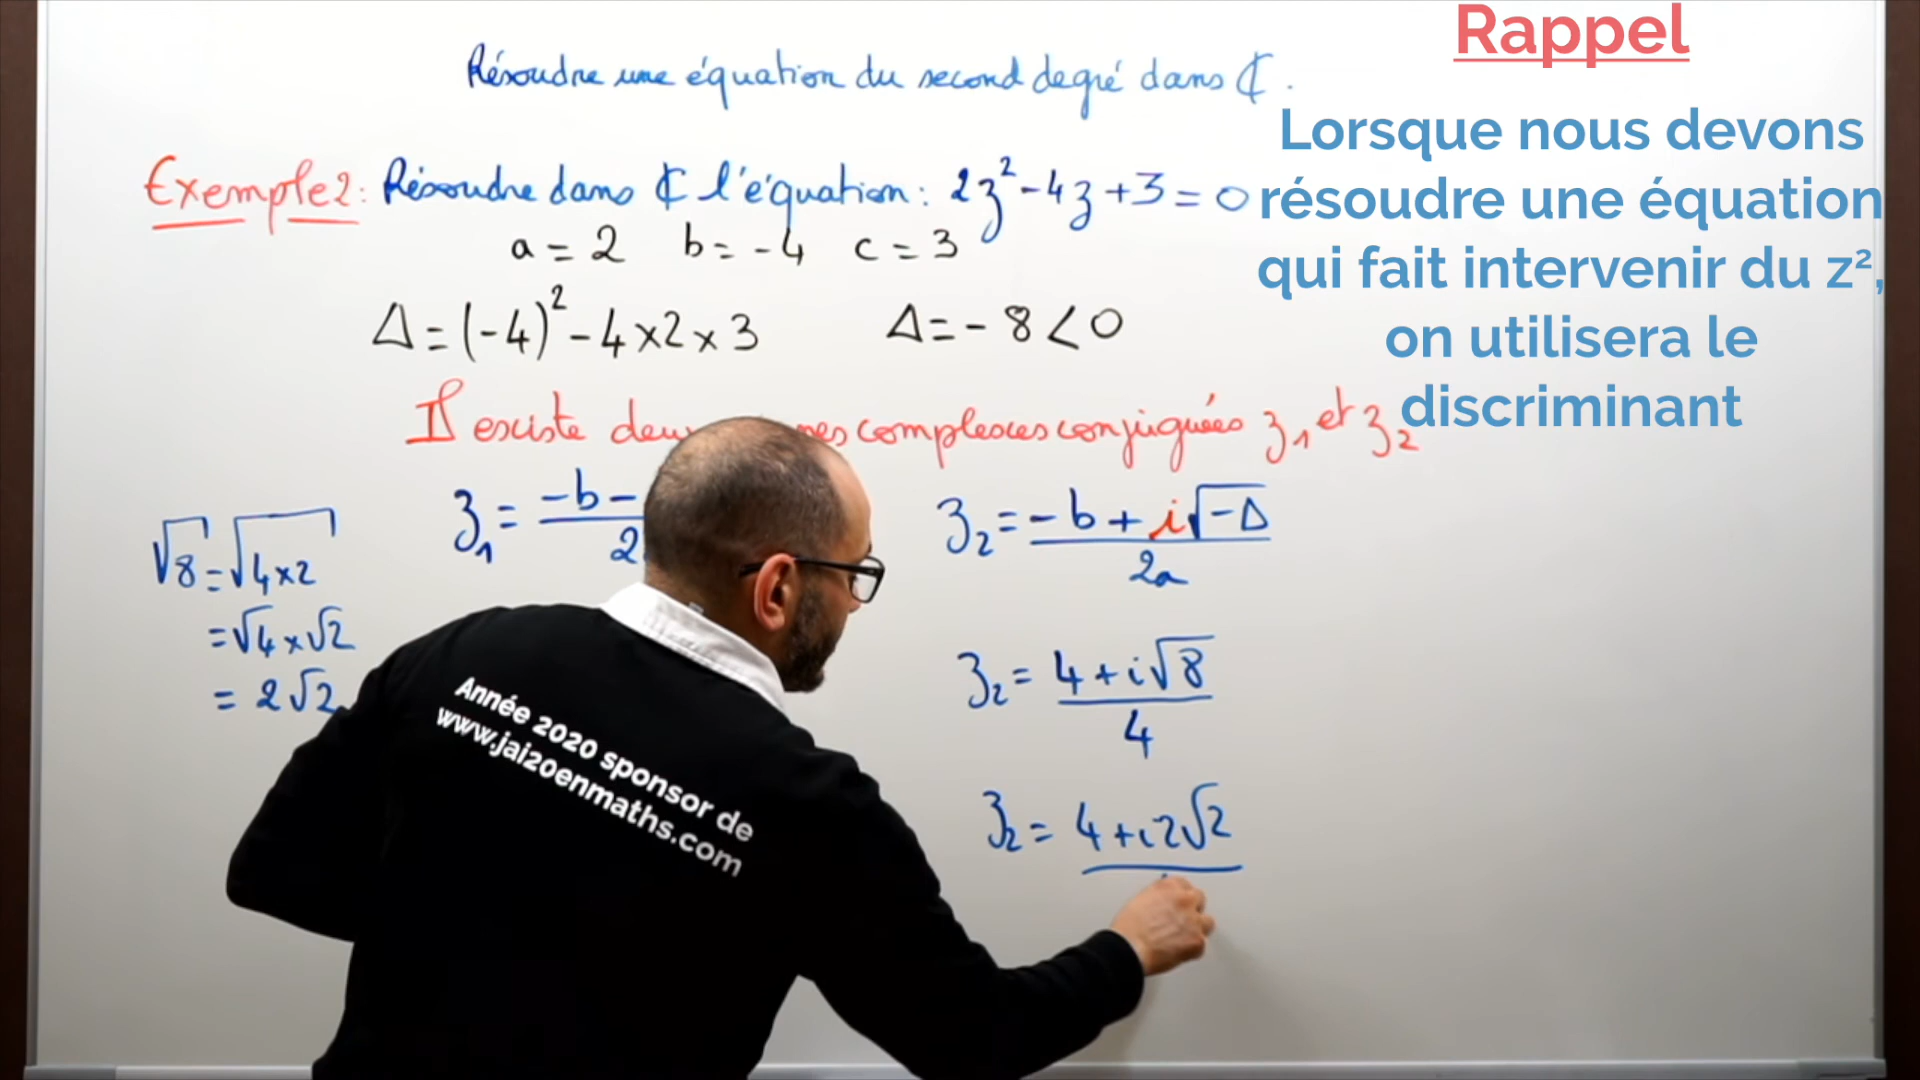 Rappel
Lorsque nous devons
résoudre une équation
qui fait intervenir du z²,
on utilisera le
discriminant
Résoudre une équation du second degré dans ℂ.
Exemple 2: Résoudre dans ℂ l'équation: 2z² - 4z + 3 = 0
a = 2 b = -4 c = 3
Δ = (-4)² - 4×2×3 Δ = -8 < 0
Il existe complexes conjuguées z₁ et z₂
√8 = √4×2
= √4 × √2
= 2√2
z₁ = -b - / 2
z₂ = -b + i√-Δ / 2a
z₂ = 4 + i√8 / 4
z₂ = 4 + i2√2
Année 2020 sponsor de
www.jai20enmaths.com